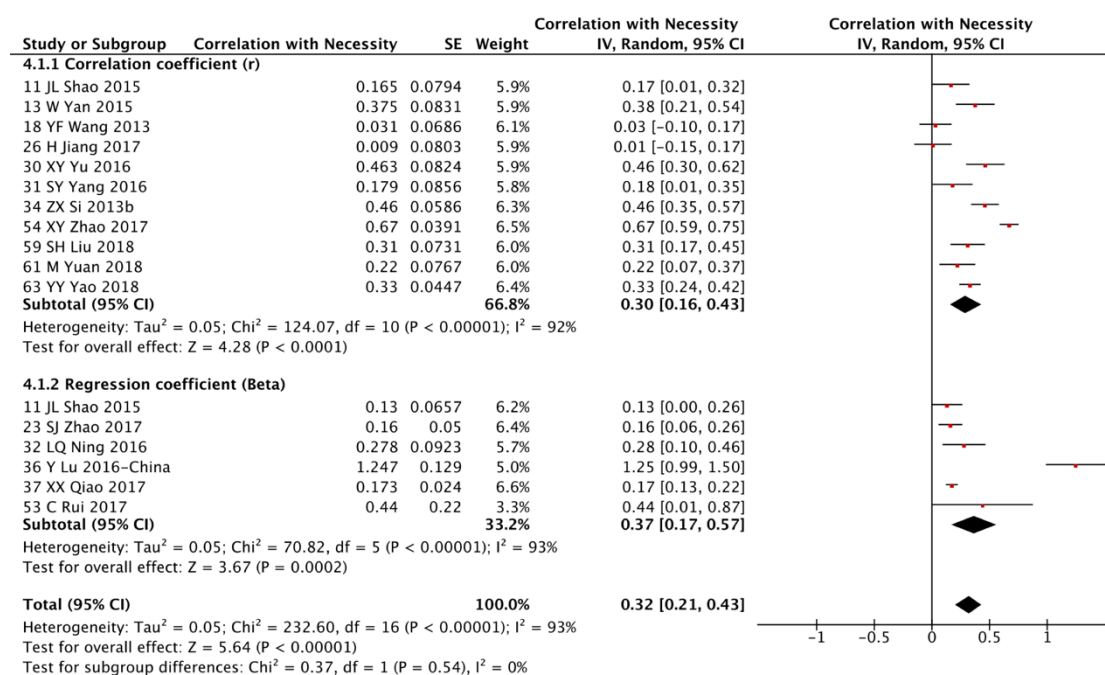 Correlation with Necessity Correlation with Necessity
Study or Subgroup Correlation with Necessity SE Weight IV, Random, 95% CI IV, Random, 95% CI
4.1.1 Correlation coefficient (r)
11 JL Shao 2015 0.165 0.0794 5.9% 0.17 [0.01, 0.32]
13 W Yan 2015 0.375 0.0831 5.9% 0.38 [0.21, 0.54]
18 YF Wang 2013 0.031 0.0686 6.1% 0.03 [-0.10, 0.17]
26 H Jiang 2017 0.009 0.0803 5.9% 0.01 [-0.15, 0.17]
30 XY Yu 2016 0.463 0.0824 5.9% 0.46 [0.30, 0.62]
31 SY Yang 2016 0.179 0.0856 5.8% 0.18 [0.01, 0.35]
34 ZX Si 2013b 0.46 0.0586 6.3% 0.46 [0.35, 0.57]
54 XY Zhao 2017 0.67 0.0391 6.5% 0.67 [0.59, 0.75]
59 SH Liu 2018 0.31 0.0731 6.0% 0.31 [0.17, 0.45]
61 M Yuan 2018 0.22 0.0767 6.0% 0.22 [0.07, 0.37]
63 YY Yao 2018 0.33 0.0447 6.4% 0.33 [0.24, 0.42]
Subtotal (95% CI) 66.8% 0.30 [0.16, 0.43]
Heterogeneity: Tau² = 0.05; Chi² = 124.07, df = 10 (P < 0.00001); I² = 92%
Test for overall effect: Z = 4.28 (P < 0.0001)
4.1.2 Regression coefficient (Beta)
11 JL Shao 2015 0.13 0.0657 6.2% 0.13 [0.00, 0.26]
23 SJ Zhao 2017 0.16 0.05 6.4% 0.16 [0.06, 0.26]
32 LQ Ning 2016 0.278 0.0923 5.7% 0.28 [0.10, 0.46]
36 Y Lu 2016-China 1.247 0.129 5.0% 1.25 [0.99, 1.50]
37 XX Qiao 2017 0.173 0.024 6.6% 0.17 [0.13, 0.22]
53 C Rui 2017 0.44 0.22 3.3% 0.44 [0.01, 0.87]
Subtotal (95% CI) 33.2% 0.37 [0.17, 0.57]
Heterogeneity: Tau² = 0.05; Chi² = 70.82, df = 5 (P < 0.00001); I² = 93%
Test for overall effect: Z = 3.67 (P = 0.0002)
Total (95% CI) 100.0% 0.32 [0.21, 0.43]
Heterogeneity: Tau² = 0.05; Chi² = 232.60, df = 16 (P < 0.00001); I² = 93%
Test for overall effect: Z = 5.64 (P < 0.00001)
Test for subgroup differences: Chi² = 0.37, df = 1 (P = 0.54), I² = 0%
-1 -0.5 0 0.5 1